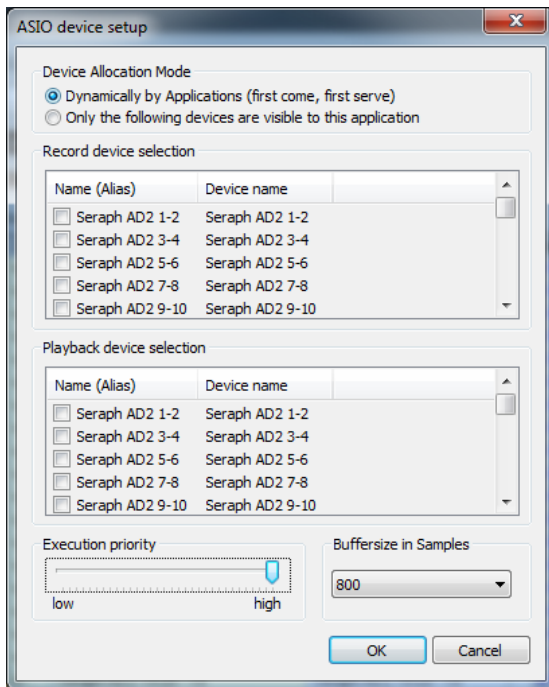 ASIO device setup
Device Allocation Mode
Dynamically by Applications (first come, first serve)
Only the following devices are visible to this application
Record device selection
Name (Alias) Device name
Seraph AD2 1-2 Seraph AD2 1-2
Seraph AD2 3-4 Seraph AD2 3-4
Seraph AD2 5-6 Seraph AD2 5-6
Seraph AD2 7-8 Seraph AD2 7-8
Seraph AD2 9-10 Seraph AD2 9-10
Playback device selection
Name (Alias) Device name
Seraph AD2 1-2 Seraph AD2 1-2
Seraph AD2 3-4 Seraph AD2 3-4
Seraph AD2 5-6 Seraph AD2 5-6
Seraph AD2 7-8 Seraph AD2 7-8
Seraph AD2 9-10 Seraph AD2 9-10
Execution priority Buffersize in Samples
800
low high
OK Cancel